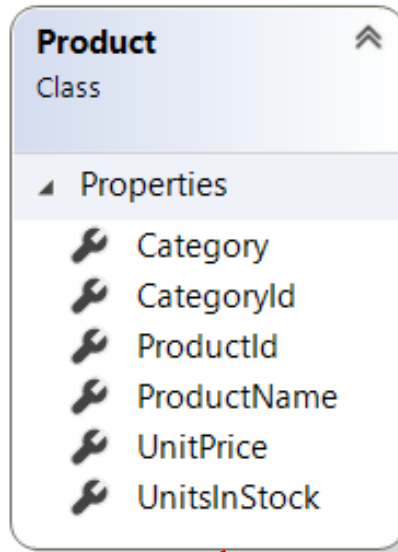 Product
Class
Properties
Category
CategoryId
ProductId
ProductName
UnitPrice
UnitsInStock